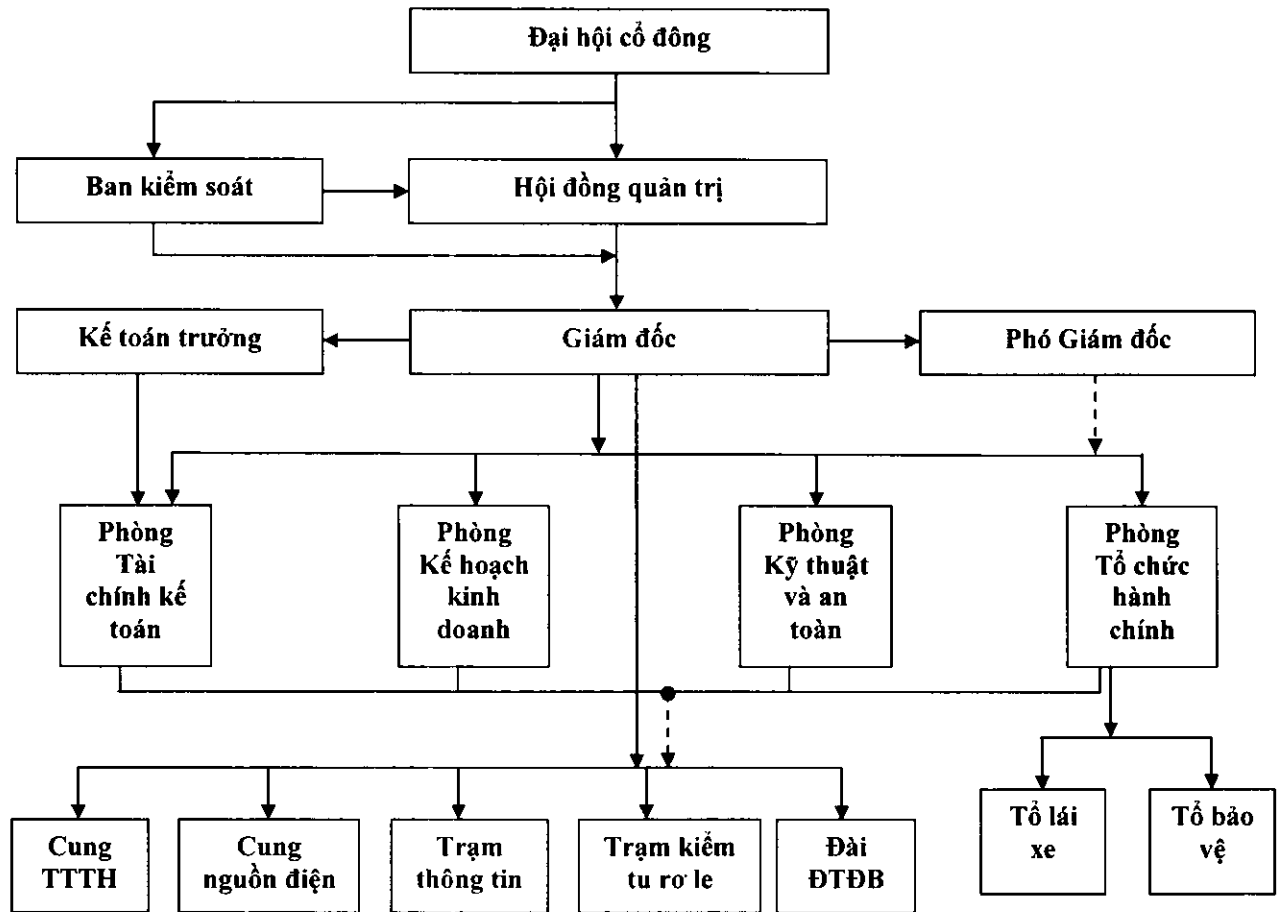 Đại hội cổ đông
Ban kiểm soát
Hội đồng quản trị
Kế toán trưởng
Giám đốc
Phó Giám đốc
Phòng
Tài
chính kế
toán
Phòng
Kế hoạch
kinh
doanh
Phòng
Kỹ thuật
và an
toàn
Phòng
Tổ chức
hành
chính
Cung
TTTH
Cung
nguồn điện
Trạm
thông tin
Trạm kiểm
tu rơ le
Đài
ĐTĐB
Tổ lái
xe
Tổ bảo
vệ